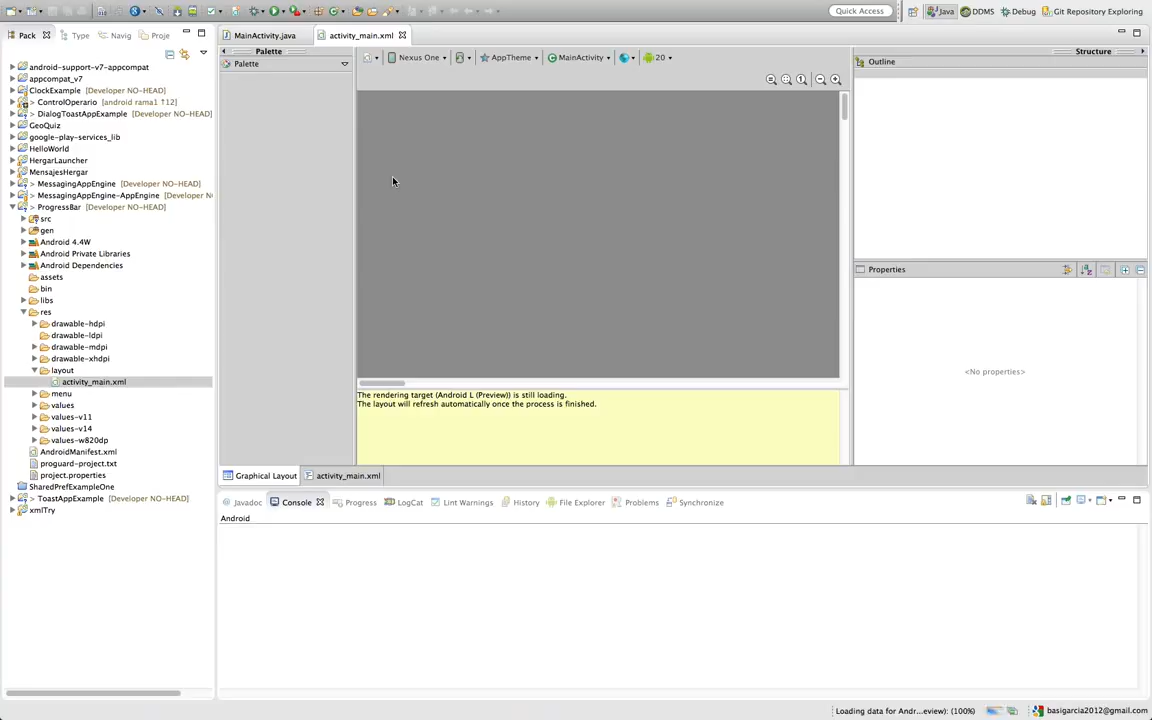 Quick Access
Java
DDMS
Debug
Git Repository Exploring
Pack
Type
Navig
Proje
MainActivity.java
activity_main.xml
Palette
Palette
Nexus One
AppTheme
MainActivity
20
Structure
Outline
Properties
<No properties>
android-support-v7-appcompat
appcompat_v7
ClockExample [Developer NO-HEAD]
> ControlOperario [android rama1 ↑12]
> DialogToastAppExample [Developer NO-HEAD]
GeoQuiz
google-play-services_lib
HelloWorld
HergarLauncher
MensajesHergar
> MessagingAppEngine [Developer NO-HEAD]
> MessagingAppEngine-AppEngine [Developer N
> ProgressBar [Developer NO-HEAD]
src
gen
Android 4.4W
Android Private Libraries
Android Dependencies
assets
bin
libs
res
drawable-hdpi
drawable-ldpi
drawable-mdpi
drawable-xhdpi
layout
activity_main.xml
menu
values
values-v11
values-v14
values-w820dp
AndroidManifest.xml
proguard-project.txt
project.properties
SharedPrefExampleOne
> ToastAppExample [Developer NO-HEAD]
xmlTry
The rendering target (Android L (Preview)) is still loading.
The layout will refresh automatically once the process is finished.
Graphical Layout
activity_main.xml
Javadoc
Console
Progress
LogCat
Lint Warnings
History
File Explorer
Problems
Synchronize
Android
Loading data for Andr...eview): (100%)
basigarcia2012@gmail.com